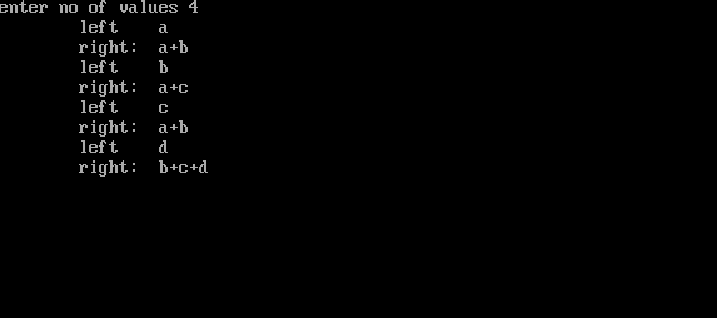 enter no of values 4
left a
right: a+b
left b
right: a+c
left c
right: a+b
left d
right: b+c+d